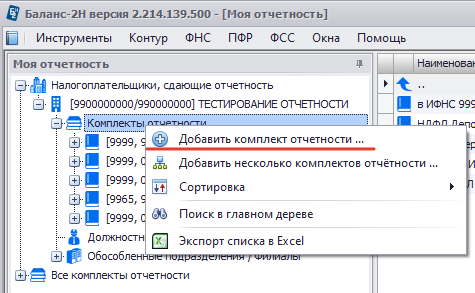 Баланс-2Н версия 2.214.139.500 - [Моя отчетность]
Инструменты Контур ФНС ПФР ФСС Окна Помощь
Моя отчетность
Наименован
Налогоплательщики, сдающие отчетность
..
[9900000000/990000000] ТЕСТИРОВАНИЕ ОТЧЕТНОСТИ
в ИФНС 999
Комплекты отчетности
[9999,
[9999, 0
[9999, 0
[9965, 9
[9999, 0
Добавить комплект отчетности ...
Добавить несколько комплектов отчётности ...
Сортировка
Поиск в главном дереве
Экспорт списка в Excel
Должностн
Обособленные подразделения / Филиалы
Все комплекты отчетности